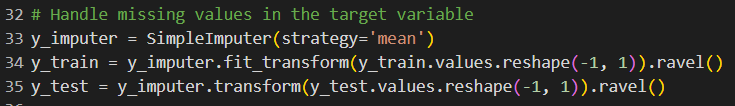 32 # Handle missing values in the target variable
33 y_imputer = SimpleImputer(strategy='mean')
34 y_train = y_imputer.fit_transform(y_train.values.reshape(-1, 1)).ravel()
35 y_test = y_imputer.transform(y_test.values.reshape(-1, 1)).ravel()